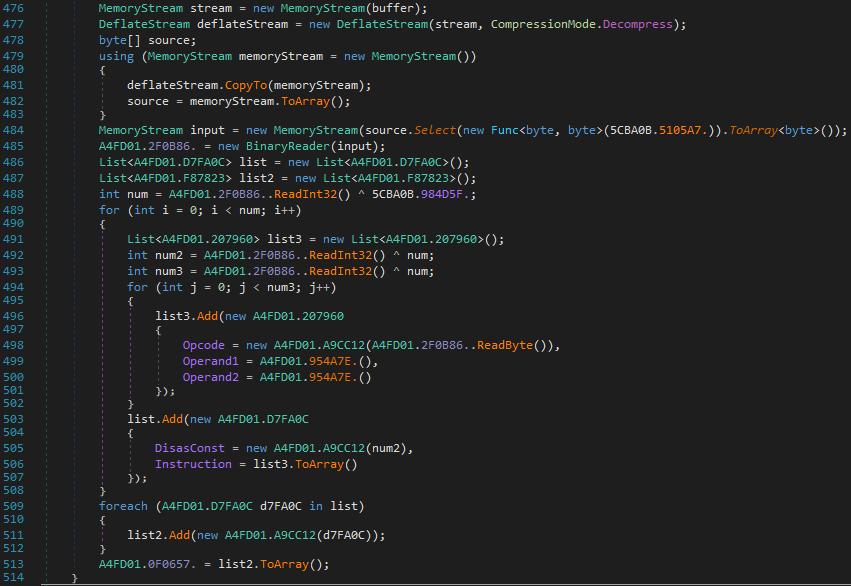 476 MemoryStream stream = new MemoryStream(buffer);
477 DeflateStream deflateStream = new DeflateStream(stream, CompressionMode.Decompress);
478 byte[] source;
479 using (MemoryStream memoryStream = new MemoryStream())
480 {
481 deflateStream.CopyTo(memoryStream);
482 source = memoryStream.ToArray();
483 }
484 MemoryStream input = new MemoryStream(source.Select(new Func<byte, byte>(5CBA0B.5105A7.)).ToArray<byte>());
485 A4FD01.2F0B86. = new BinaryReader(input);
486 List<A4FD01.D7FA0C> list = new List<A4FD01.D7FA0C>();
487 List<A4FD01.F87823> list2 = new List<A4FD01.F87823>();
488 int num = A4FD01.2F0B86..ReadInt32() ^ 5CBA0B.984D5F.;
489 for (int i = 0; i < num; i++)
490 {
491 List<A4FD01.207960> list3 = new List<A4FD01.207960>();
492 int num2 = A4FD01.2F0B86..ReadInt32() ^ num;
493 int num3 = A4FD01.2F0B86..ReadInt32() ^ num;
494 for (int j = 0; j < num3; j++)
495 {
496 list3.Add(new A4FD01.207960
497 {
498 Opcode = new A4FD01.A9CC12(A4FD01.2F0B86..ReadByte()),
499 Operand1 = A4FD01.954A7E.(),
500 Operand2 = A4FD01.954A7E.()
501 });
502 }
503 list.Add(new A4FD01.D7FA0C
504 {
505 DisasConst = new A4FD01.A9CC12(num2),
506 Instruction = list3.ToArray()
507 });
508 }
509 foreach (A4FD01.D7FA0C d7FA0C in list)
510 {
511 list2.Add(new A4FD01.A9CC12(d7FA0C));
512 }
513 A4FD01.0F0657. = list2.ToArray();
514 }